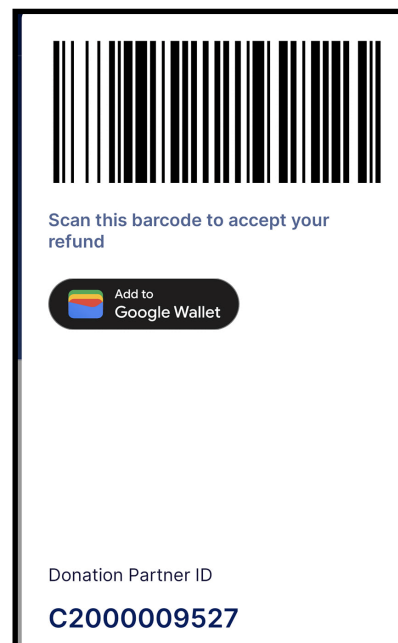 Scan this barcode to accept your
refund
Add to
Google Wallet
Donation Partner ID
C2000009527